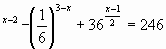 x-2 - (1/6)^{3-x} + 36^{(x-1)/2} = 246